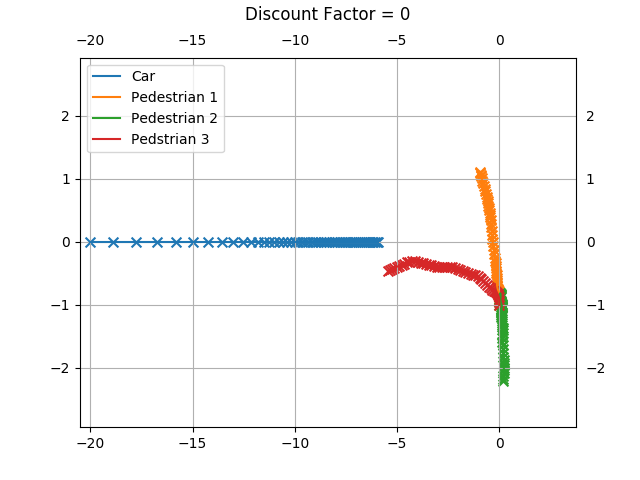 Discount Factor = 0
−20 −15 −10 −5 0
Car
Pedestrian 1
Pedestrian 2
Pedstrian 3
2 2
1 1
0 0
−1 −1
−2 −2
−20 −15 −10 −5 0